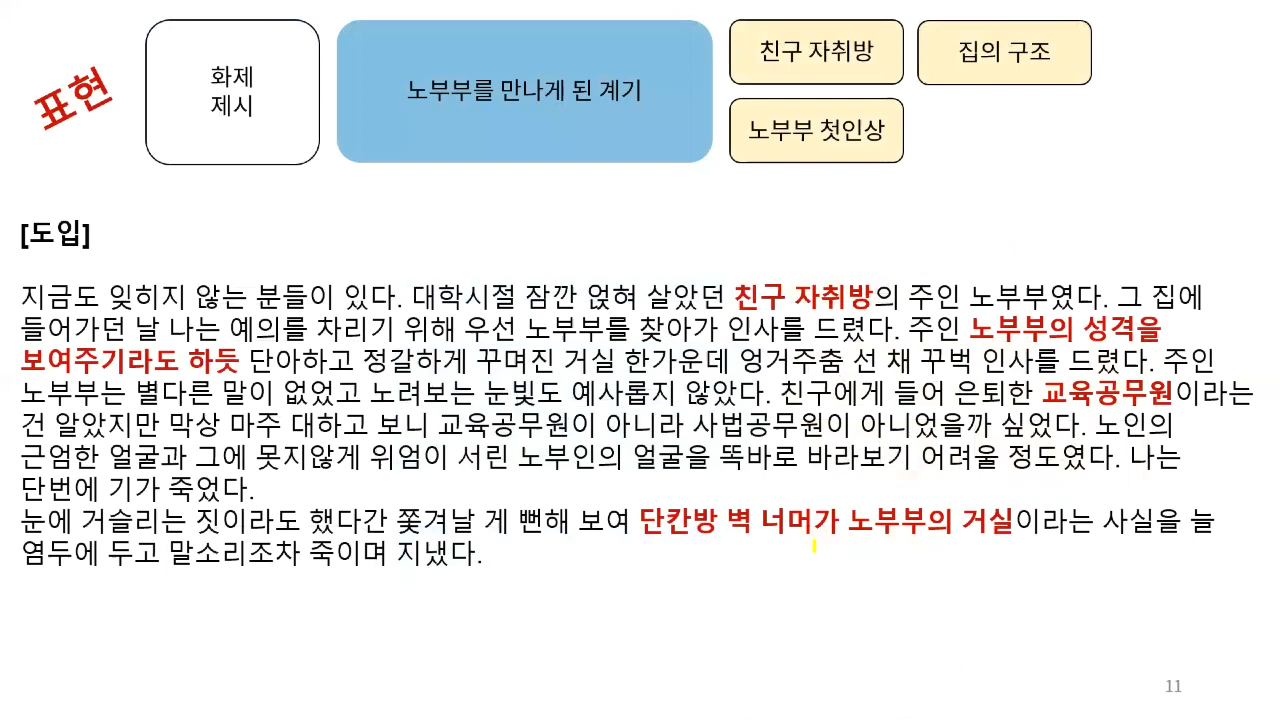 표현
화제
제시
노부부를 만나게 된 계기
친구 자취방
집의 구조
노부부 첫인상
[도입]
지금도 잊히지 않는 분들이 있다. 대학시절 잠깐 얹혀 살았던 친구 자취방의 주인 노부부였다. 그 집에
들어가던 날 나는 예의를 차리기 위해 우선 노부부를 찾아가 인사를 드렸다. 주인 노부부의 성격을
보여주기라도 하듯 단아하고 정갈하게 꾸며진 거실 한가운데 엉거주춤 선 채 꾸벅 인사를 드렸다. 주인
노부부는 별다른 말이 없었고 노려보는 눈빛도 예사롭지 않았다. 친구에게 들어 은퇴한 교육공무원이라는
건 알았지만 막상 마주 대하고 보니 교육공무원이 아니라 사법공무원이 아니었을까 싶었다. 노인의
근엄한 얼굴과 그에 못지않게 위엄이 서린 노부인의 얼굴을 똑바로 바라보기 어려울 정도였다. 나는
단번에 기가 죽었다.
눈에 거슬리는 짓이라도 했다간 쫓겨날 게 뻔해 보여 단칸방 벽 너머가 노부부의 거실이라는 사실을 늘
염두에 두고 말소리조차 죽이며 지냈다.
11